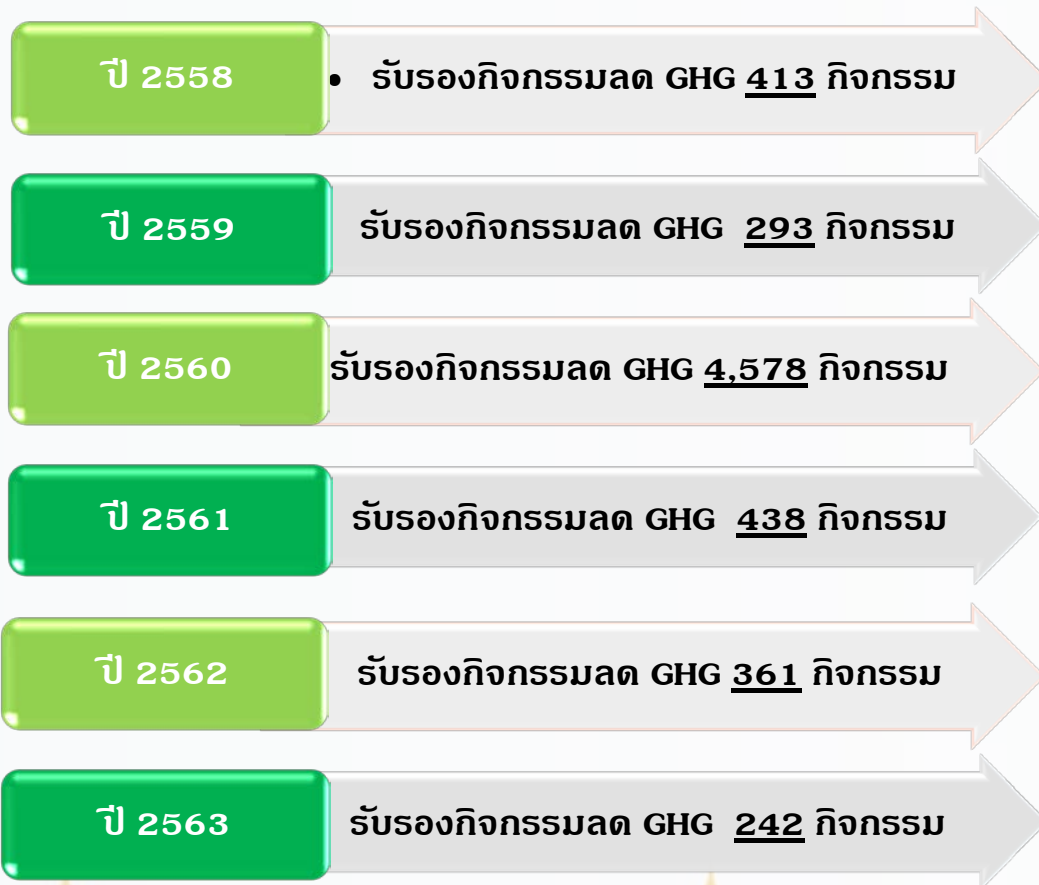 ปี 2558
• รับรองกิจกรรมลด GHG 413 กิจกรรม
ปี 2559
รับรองกิจกรรมลด GHG 293 กิจกรรม
ปี 2560
รับรองกิจกรรมลด GHG 4,578 กิจกรรม
ปี 2561
รับรองกิจกรรมลด GHG 438 กิจกรรม
ปี 2562
รับรองกิจกรรมลด GHG 361 กิจกรรม
ปี 2563
รับรองกิจกรรมลด GHG 242 กิจกรรม